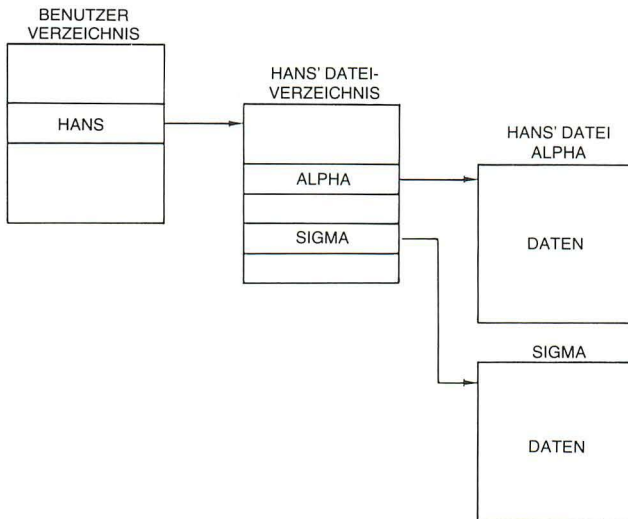 BENUTZER
VERZEICHNIS
HANS
HANS' DATEI-
VERZEICHNIS
ALPHA
SIGMA
HANS' DATEI
ALPHA
DATEN
SIGMA
DATEN